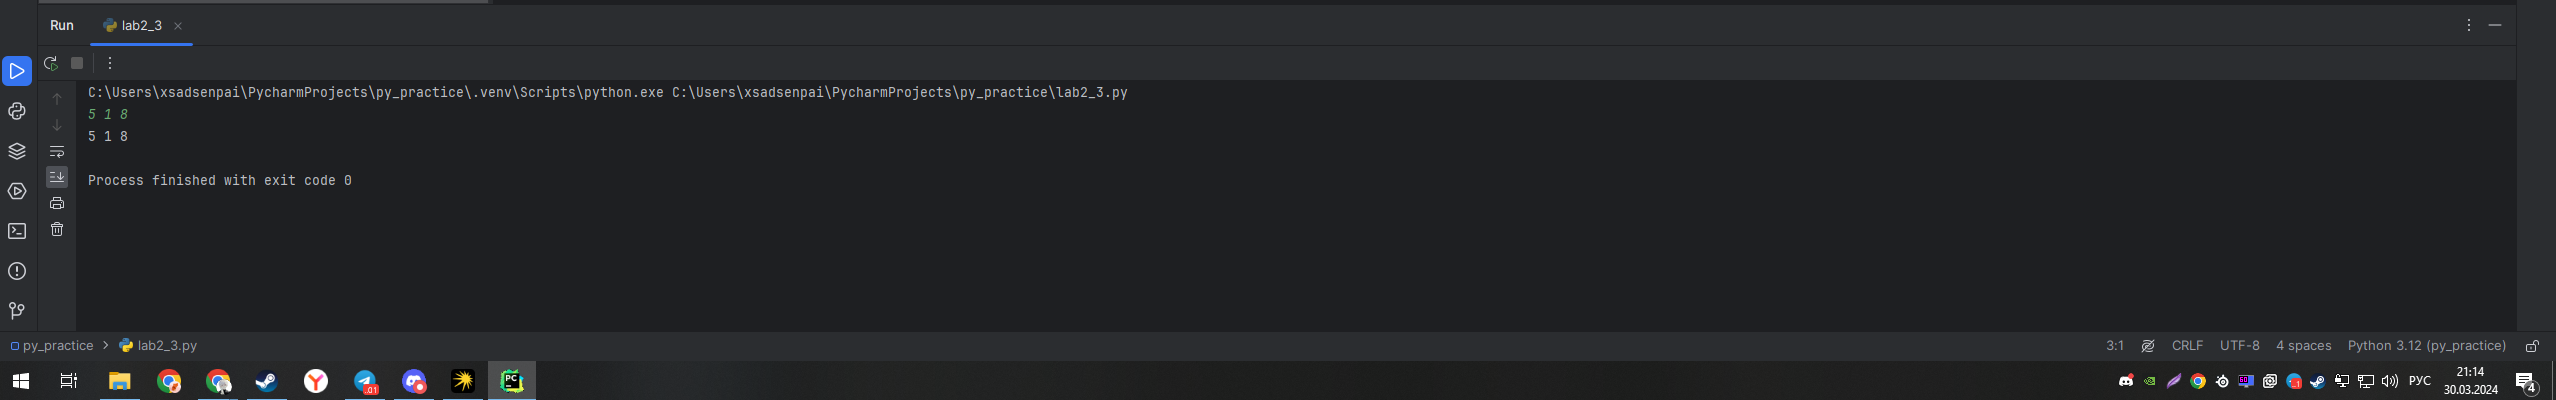 Run lab2_3
C:\Users\xsadsenpai\PycharmProjects\py_practice\.venv\Scripts\python.exe C:\Users\xsadsenpai\PycharmProjects\py_practice\lab2_3.py
5 1 8
5 1 8
Process finished with exit code 0
py_practice > lab2_3.py 3:1 CRLF UTF-8 4 spaces Python 3.12 (py_practice)
PC РУС 21:14
30.03.2024 4